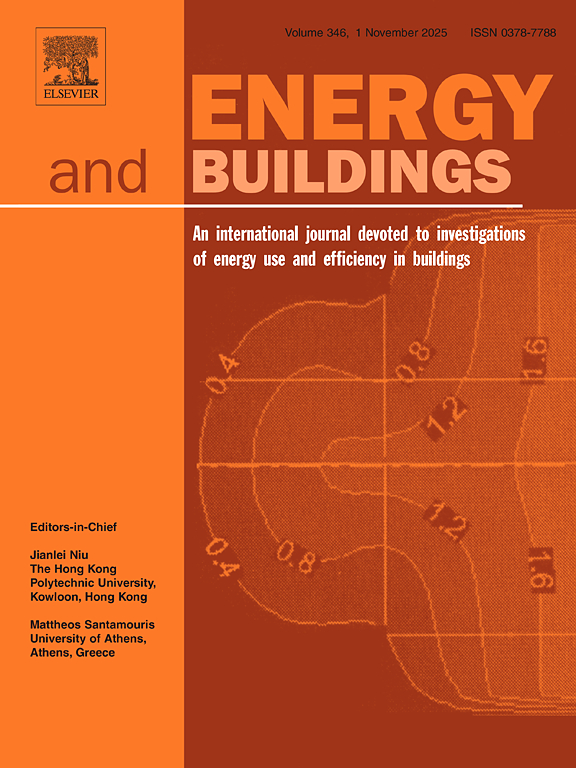 Volume 346, 1 November 2025 ISSN 0378-7788
ELSEVIER
ENERGY
and BUILDINGS
An international journal devoted to investigations
of energy use and efficiency in buildings
0.4
0.8
1.6
1.2
1.2
0.4
0.8
1.6
Editors-in-Chief
Jianlei Niu
The Hong Kong
Polytechnic University,
Kowloon, Hong Kong
Mattheos Santamouris
University of Athens,
Athens, Greece